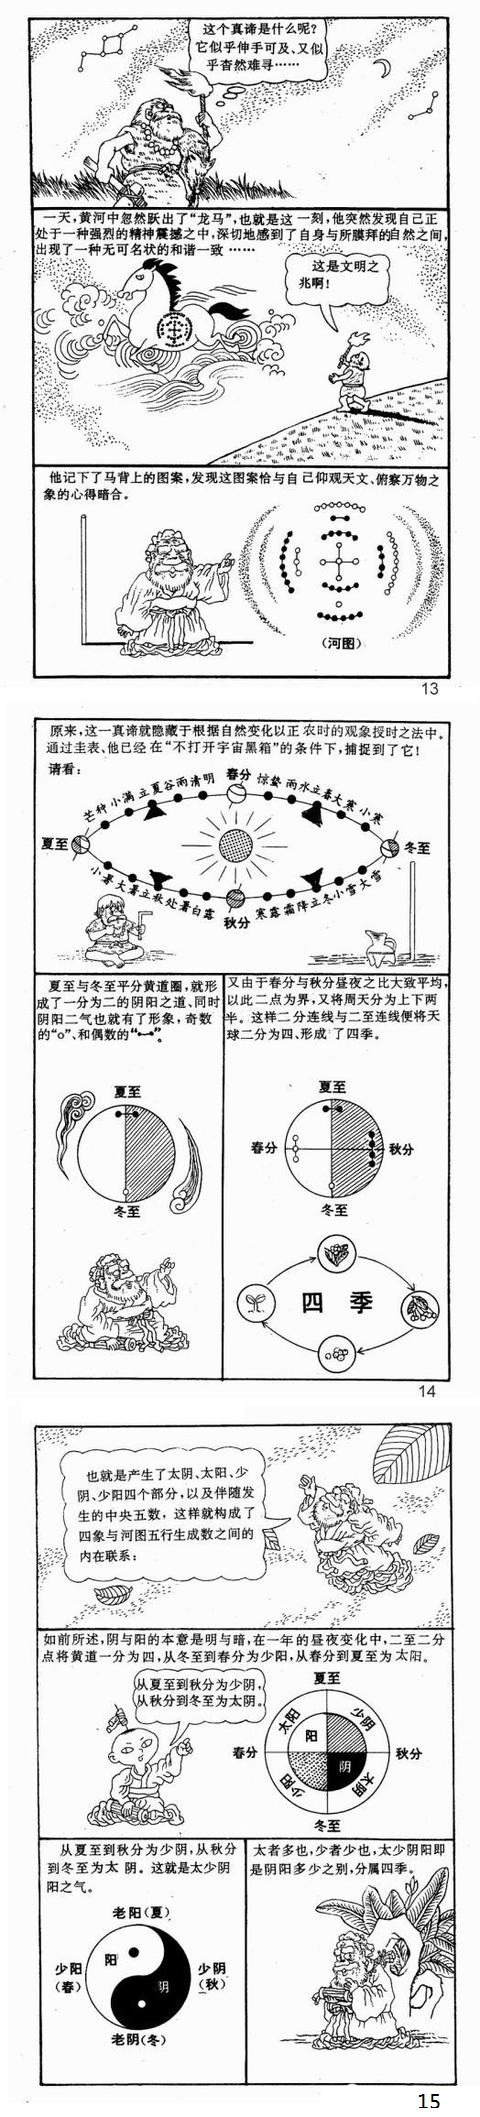 这个真谛是什么呢？
它似乎伸手可及、又似
乎杳然难寻……
一天，黄河中忽然跃出了“龙马”，也就是这一刻，他突然发现自己正
处于一种强烈的精神震撼之中，深切地感到了自身与所膜拜的自然之间，
出现了一种无可名状的和谐一致……
这是文明之
兆啊！
他记下了马背上的图案，发现这图案恰与自己仰观天文、俯察万物之
象的心得暗合。
（河图）
13
原来，这一真谛就隐藏于根据自然变化以正农时的观象授时之法中。
通过圭表、他已经在“不打开宇宙黑箱”的条件下，捕捉到了它！
请看：
芒种 小满 立夏 谷雨 清明 春分 惊蛰 雨水 立春 大寒 小寒
夏至
冬至
小暑 大暑 立秋 处暑 白露 秋分 寒露 霜降 立冬 小雪 大雪
夏至与冬至平分黄道圈，就形
成了一分为二的阴阳之道、同时
阴阳二气也就有了形象，奇数
的“o”、和偶数的“•–•”。
夏至
冬至
又由于春分与秋分昼夜之比大致平均，
以此二点为界，又将周天分为上下两
半。这样二分连线与二至连线便将天
球二分为四、形成了四季。
夏至
春分
秋分
冬至
四季
14
也就是产生了太阴、太阳、少
阴、少阳四个部分，以及伴随发
生的中央五数，这样就构成了
四象与河图五行生成数之间的
内在联系：
如前所述，阴与阳的本意是明与暗，在一年的昼夜变化中，二至二分
点将黄道一分为四，从冬至到春分为少阳，从春分到夏至为太阳。
从夏至到秋分为少阴，
从秋分到冬至为太阴。
夏至
太阳
少阴
阳
春分
秋分
阴
少阳
太阴
冬至
从夏至到秋分为少阴，从秋分
到冬至为太阴。这就是太少阴
阳之气。
老阳（夏）
阳
少阳
（春）
少阴
（秋）
阴
老阴（冬）
太者多也，少者少也，太少阴阳即
是阴阳多少之别，分属四季。
15